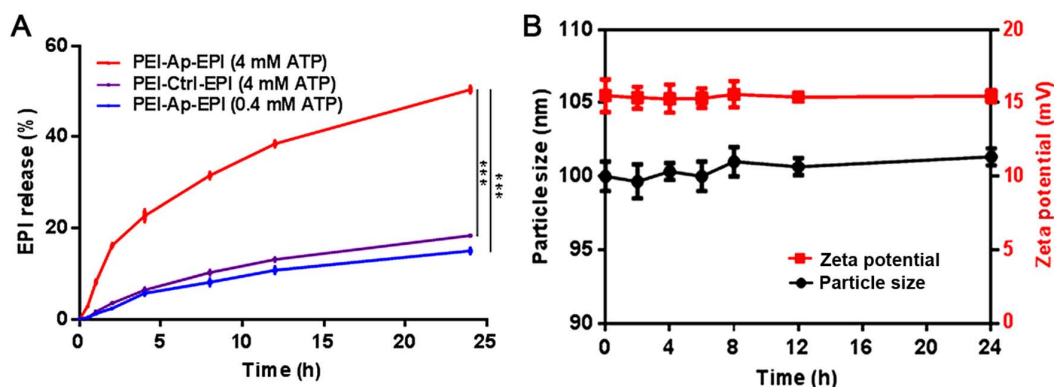 A
EPI release (%)
60
40
20
0
PEI-Ap-EPI (4 mM ATP)
PEI-Ctrl-EPI (4 mM ATP)
PEI-Ap-EPI (0.4 mM ATP)
***
***
0 5 10 15 20 25
Time (h)
B
Particle size (nm)
110
105
100
95
90
Zeta potential
Particle size
20
15
10
5
0
Zeta potential (mV)
0 4 8 12 16 20 24
Time (h)